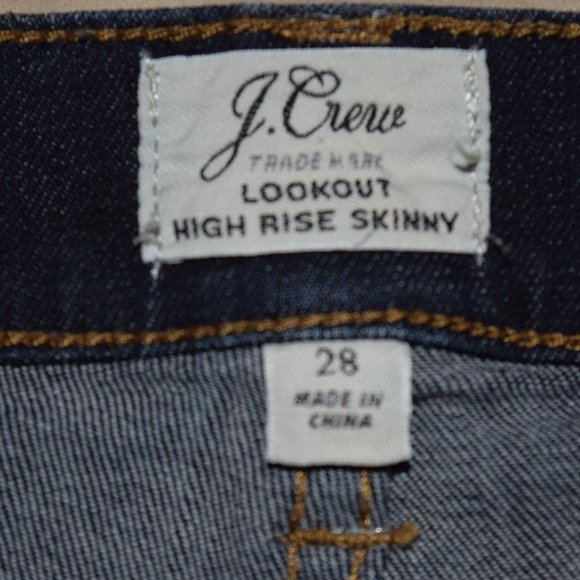 J.Crew
TRADE MARK
LOOKOUT
HIGH RISE SKINNY
28
MADE IN
CHINA